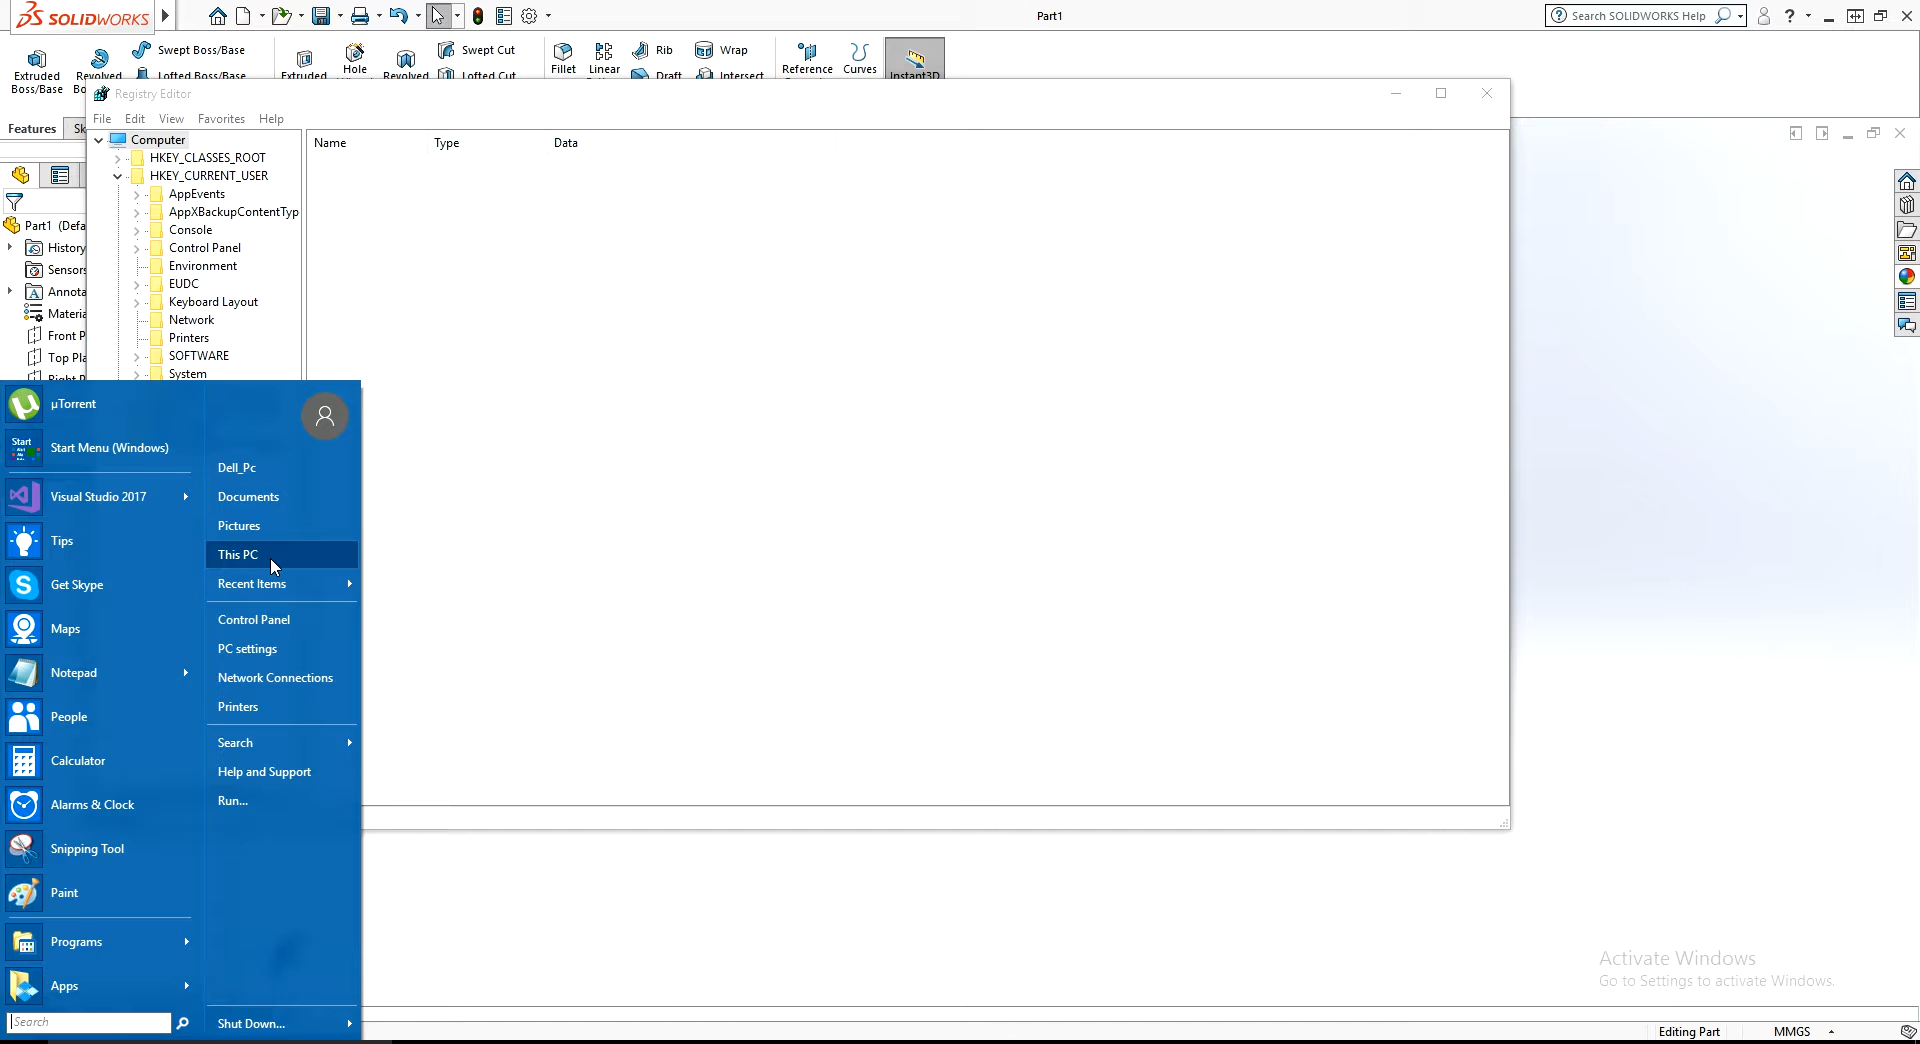 SOLIDWORKS
Part1
Search SOLIDWORKS Help
Extruded Boss/Base
Revolved
Swept Boss/Base
Lofted Boss/Base
Extruded
Hole
Revolved
Swept Cut
Lofted Cut
Fillet
Linear
Rib
Draft
Wrap
Intersect
Reference
Curves
Instant3D
Features
Registry Editor
File Edit View Favorites Help
Name Type Data
Computer
HKEY_CLASSES_ROOT
HKEY_CURRENT_USER
AppEvents
AppXBackupContentTyp
Console
Control Panel
Environment
EUDC
Keyboard Layout
Network
Printers
SOFTWARE
System
Part1 (Defa
History
Sensors
Annota
Materia
Front P
Top Pla
Right P
µTorrent
Start
Start Menu (Windows)
Visual Studio 2017
Tips
Get Skype
Maps
Notepad
People
Calculator
Alarms & Clock
Snipping Tool
Paint
Programs
Apps
Search
Dell_Pc
Documents
Pictures
This PC
Recent Items
Control Panel
PC settings
Network Connections
Printers
Search
Help and Support
Run...
Shut Down...
Activate Windows
Go to Settings to activate Windows.
Editing Part
MMGS